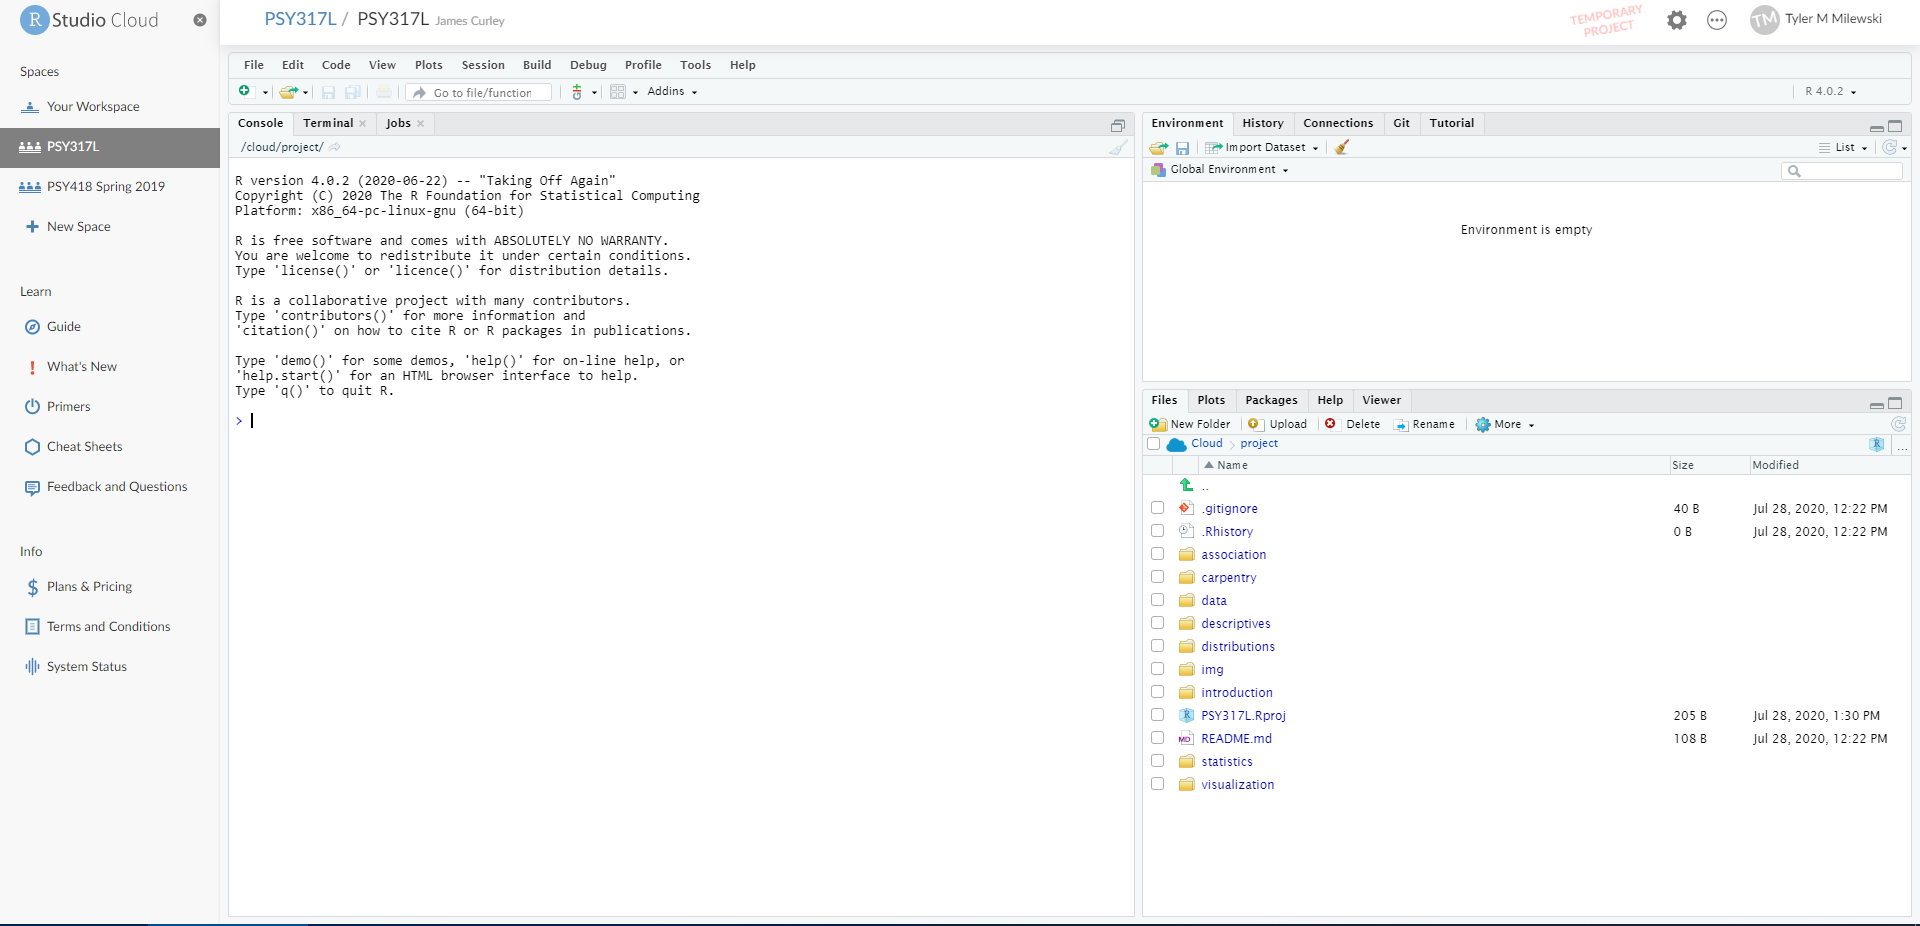 R Studio Cloud
PSY317L / PSY317L James Curley
TEMPORARY
PROJECT
TM Tyler M Milewski
Spaces
Your Workspace
PSY317L
PSY418 Spring 2019
New Space
Learn
Guide
What's New
Primers
Cheat Sheets
Feedback and Questions
Info
Plans & Pricing
Terms and Conditions
System Status
File Edit Code View Plots Session Build Debug Profile Tools Help
Go to file/function Addins R 4.0.2
Console Terminal Jobs
/cloud/project/
R version 4.0.2 (2020-06-22) -- "Taking Off Again"
Copyright (C) 2020 The R Foundation for Statistical Computing
Platform: x86_64-pc-linux-gnu (64-bit)
R is free software and comes with ABSOLUTELY NO WARRANTY.
You are welcome to redistribute it under certain conditions.
Type 'license()' or 'licence()' for distribution details.
R is a collaborative project with many contributors.
Type 'contributors()' for more information and
'citation()' on how to cite R or R packages in publications.
Type 'demo()' for some demos, 'help()' for on-line help, or
'help.start()' for an HTML browser interface to help.
Type 'q()' to quit R.
>
Environment History Connections Git Tutorial
Import Dataset List
Global Environment
Environment is empty
Files Plots Packages Help Viewer
New Folder Upload Delete Rename More
Cloud project ...
Name Size Modified
..
.gitignore 40 B Jul 28, 2020, 12:22 PM
.Rhistory 0 B Jul 28, 2020, 12:22 PM
association
carpentry
data
descriptives
distributions
img
introduction
PSY317L.Rproj 205 B Jul 28, 2020, 1:30 PM
README.md 108 B Jul 28, 2020, 12:22 PM
statistics
visualization